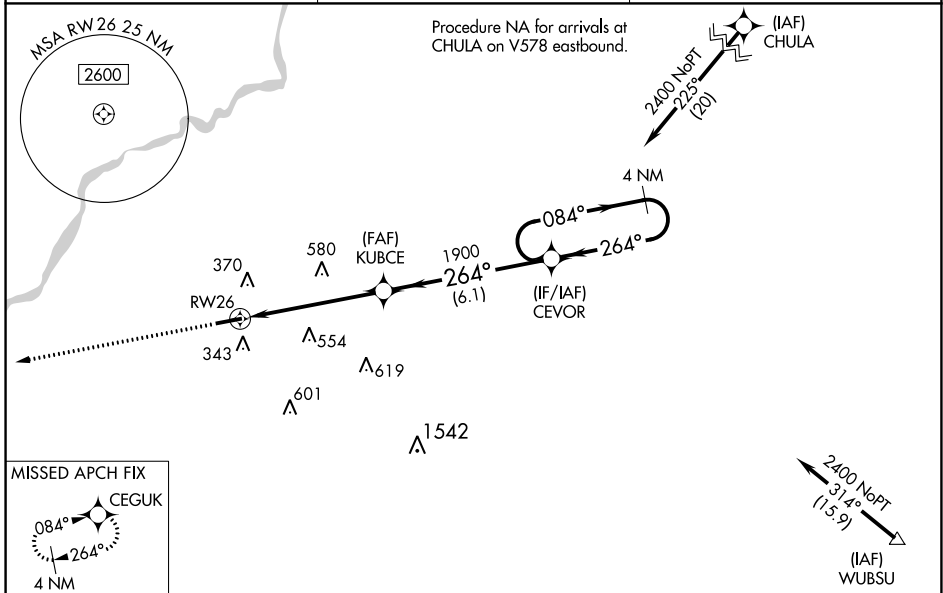 MSA RW26 25 NM
2600
Procedure NA for arrivals at
CHULA on V578 eastbound.
(IAF)
CHULA
2400 NoPT
225°
(20)
4 NM
084°
264°
(IF/IAF)
CEVOR
1900
264°
(6.1)
(FAF)
KUBCE
580
370
RW26
343
554
619
601
1542
MISSED APCH FIX
CEGUK
084°
264°
4 NM
2400 NoPT
314°
(15.9)
(IAF)
WUBSU